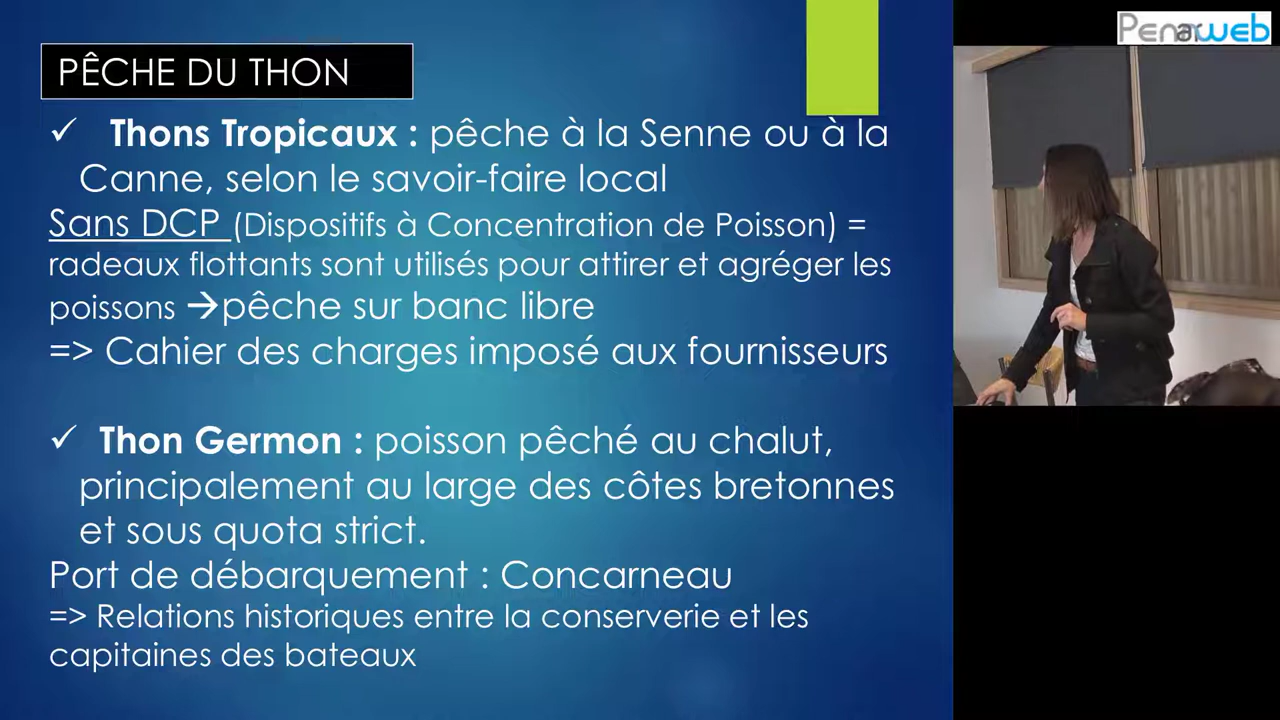 PÊCHE DU THON
✓ Thons Tropicaux : pêche à la Senne ou à la
Canne, selon le savoir-faire local
Sans DCP (Dispositifs à Concentration de Poisson) =
radeaux flottants sont utilisés pour attirer et agréger les
poissons →pêche sur banc libre
=> Cahier des charges imposé aux fournisseurs
✓ Thon Germon : poisson pêché au chalut,
principalement au large des côtes bretonnes
et sous quota strict.
Port de débarquement : Concarneau
=> Relations historiques entre la conserverie et les
capitaines des bateaux
Pennarweb